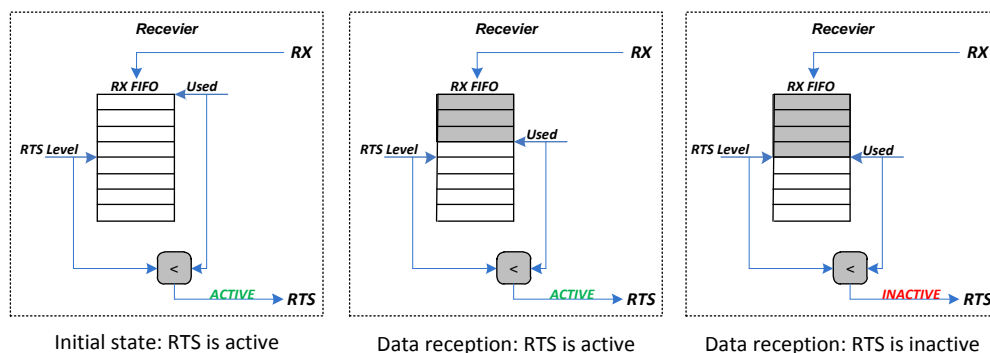 Recevier
RX
RX FIFO
Used
RTS Level
<
ACTIVE
RTS
Initial state: RTS is active
Recevier
RX
RX FIFO
Used
RTS Level
<
ACTIVE
RTS
Data reception: RTS is active
Recevier
RX
RX FIFO
RTS Level
Used
<
INACTIVE
RTS
Data reception: RTS is inactive